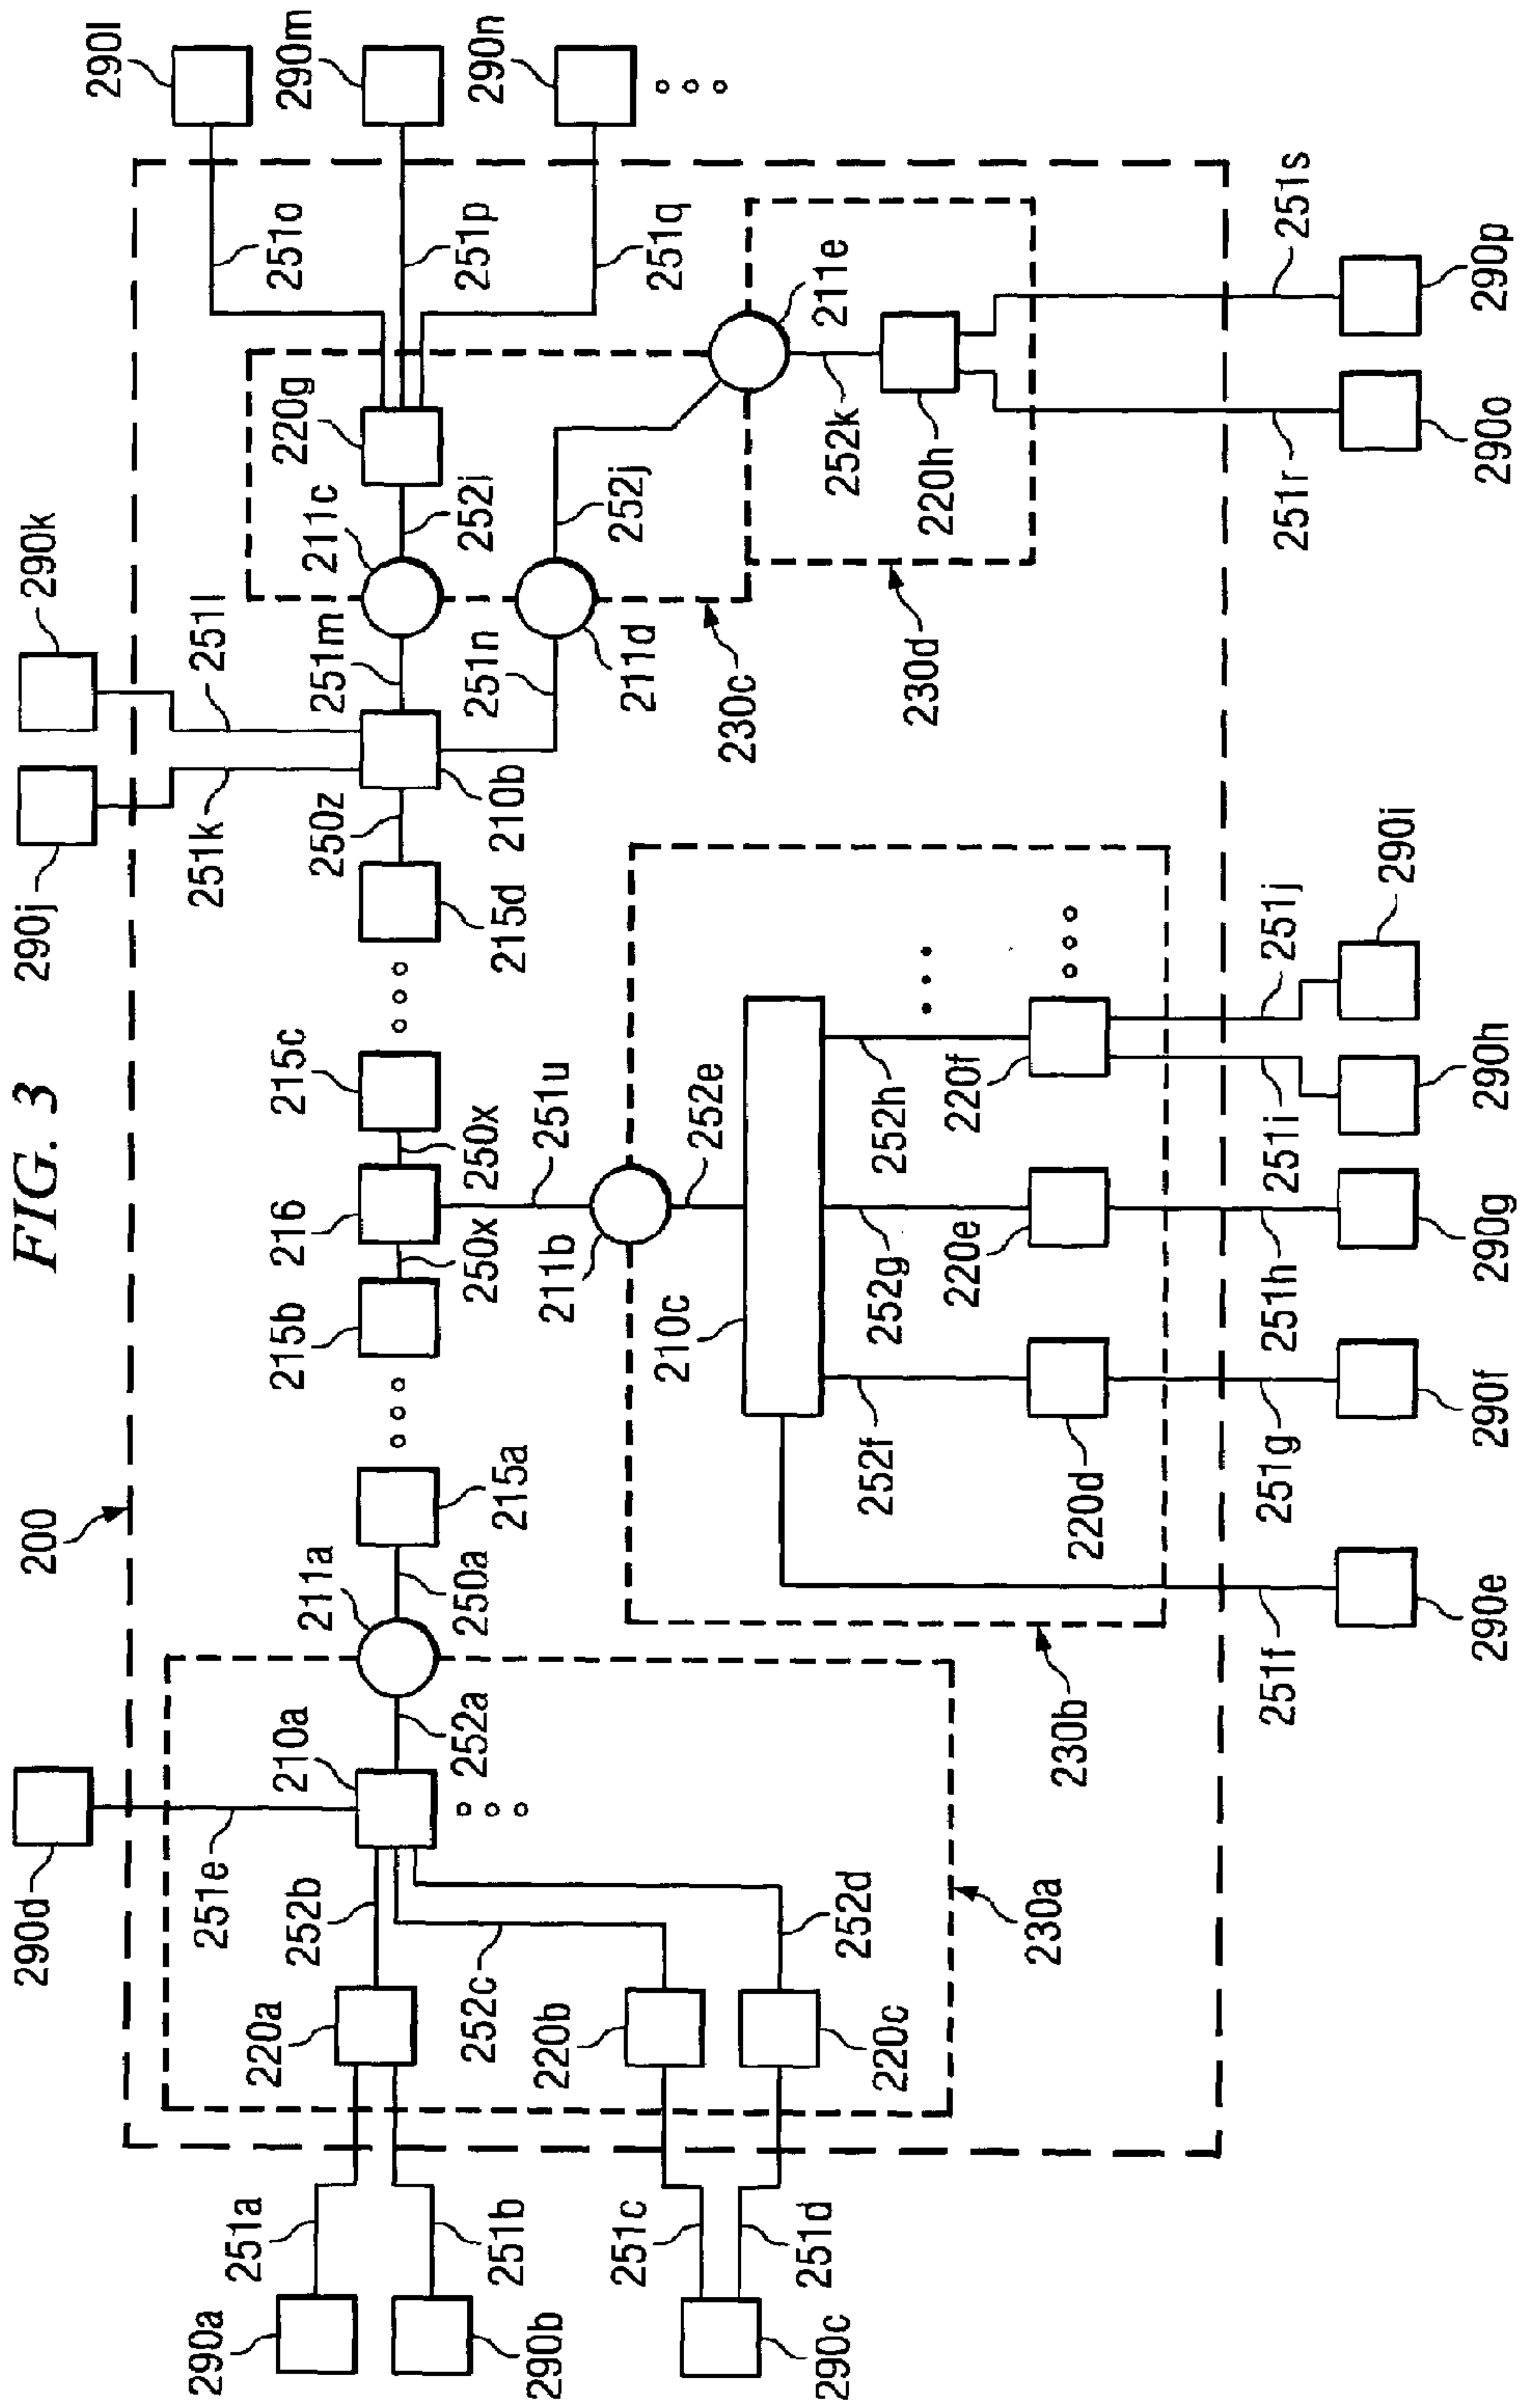 FIG. 3
200
290d
290j
290k
290l
290m
290n
251e
251k
251l
251o
251p
251q
290a
251a
220a
252b
210a
211a
215a
215b
216
215c
250z
251m
211c
220g
290b
251b
252c
252a
250a
250x
250x
215d
210b
251n
252i
251u
211d
252j
290c
251c
251d
220b
220c
252d
230a
211b
252e
230c
211e
210c
252f
252g
252h
230d
252k
220h
220d
220e
220f
230b
251f
251g
251h
251i
251j
251r
251s
290e
290f
290g
290h
290i
290o
290p